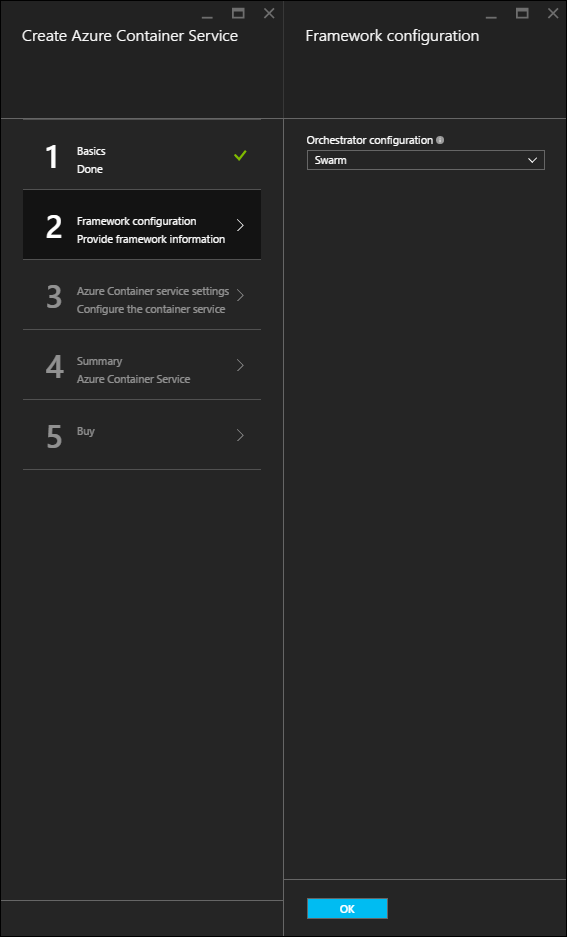 Create Azure Container Service
1
Basics
Done
2
Framework configuration
Provide framework information
3
Azure Container service settings
Configure the container service
4
Summary
Azure Container Service
5
Buy
Framework configuration
Orchestrator configuration
Swarm
OK